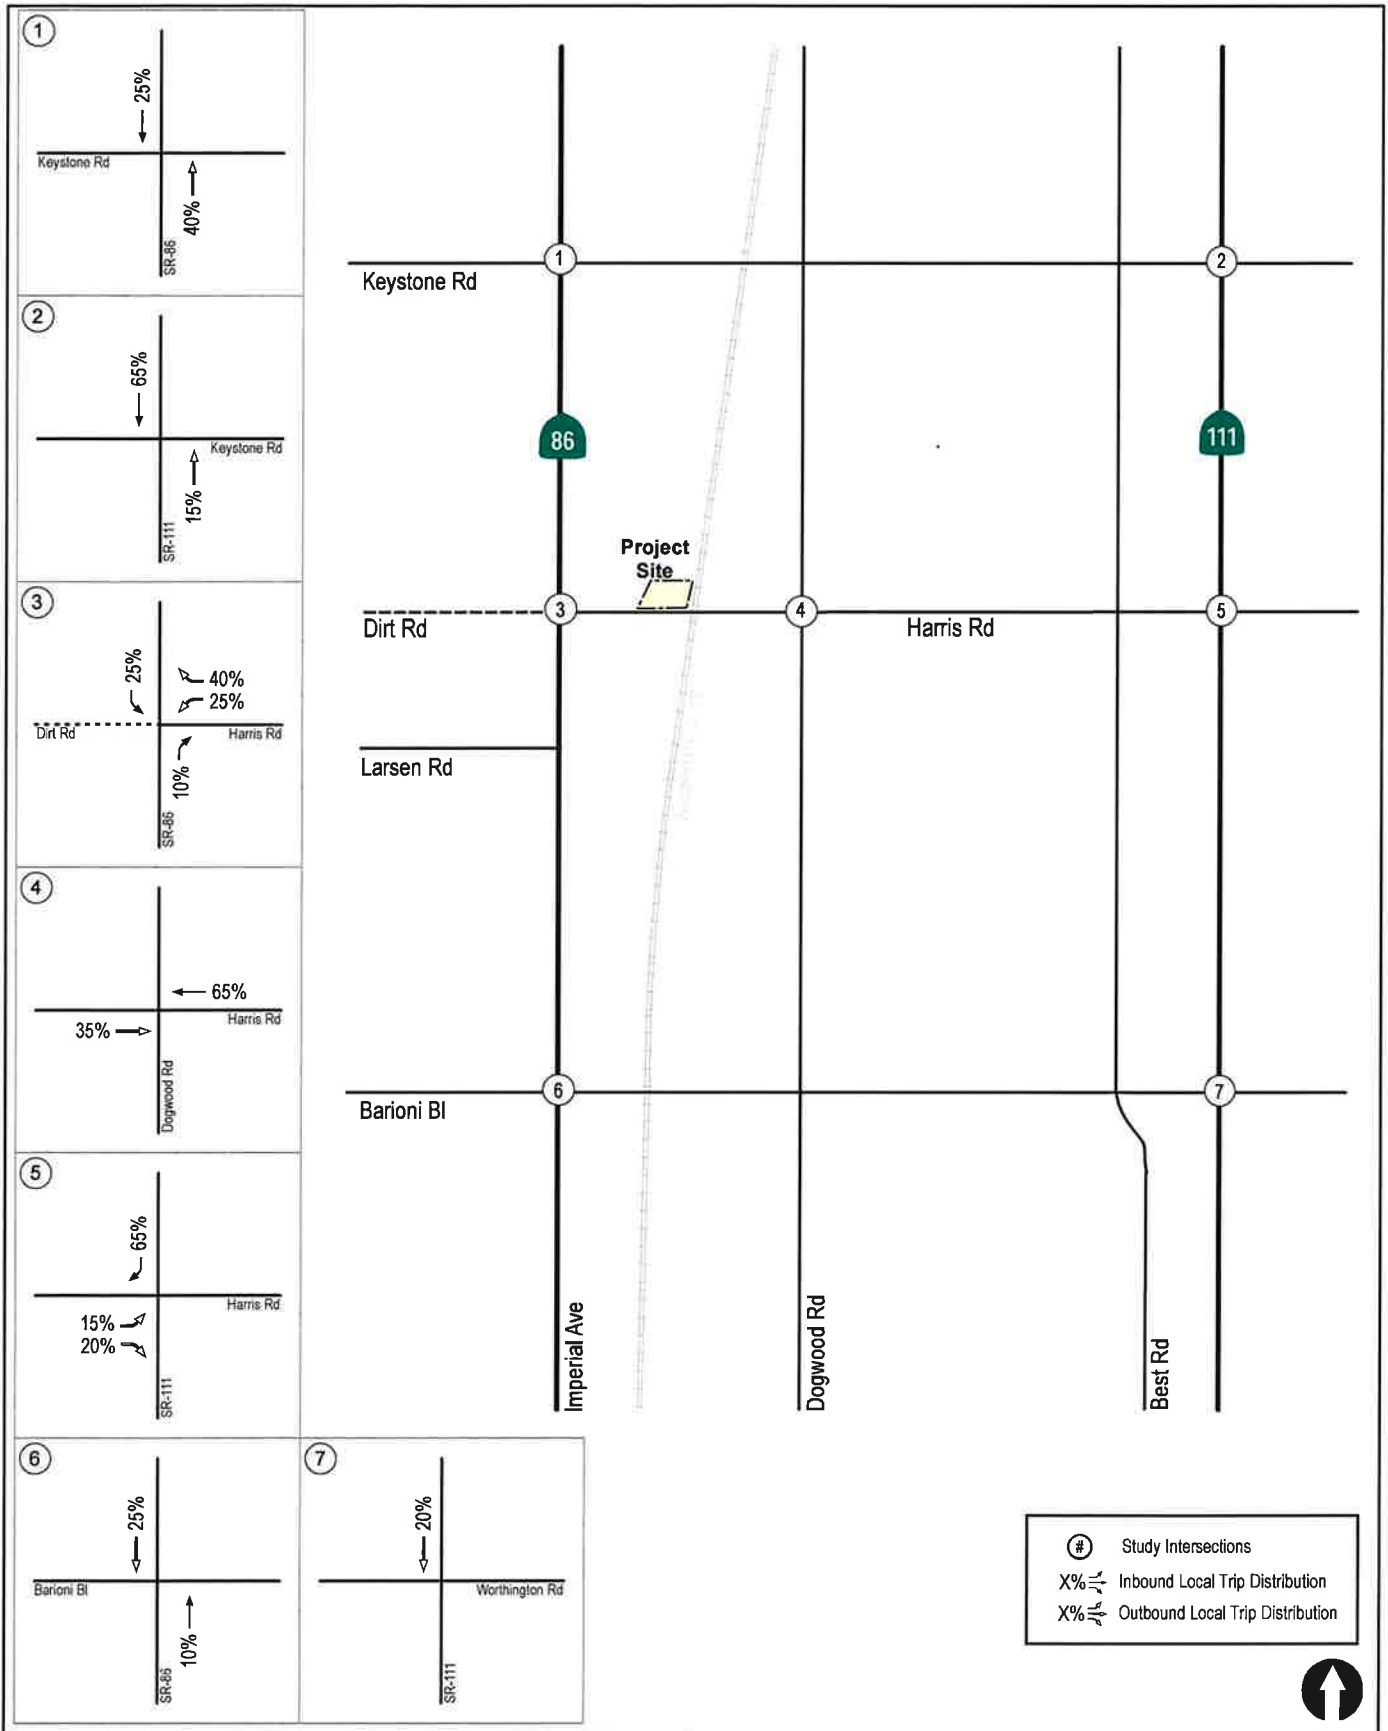 1
25%
Keystone Rd
40%
SR-86
2
65%
Keystone Rd
15%
SR-111
3
25%
40%
25%
Dirt Rd
Harris Rd
10%
SR-86
4
65%
Harris Rd
35%
Dogwood Rd
5
65%
Harris Rd
15%
20%
SR-111
6
25%
Barioni Bl
10%
SR-86
7
20%
Worthington Rd
SR-111
1
2
Keystone Rd
86
111
Project
Site
3
4
5
Dirt Rd
Harris Rd
Larsen Rd
6
7
Barioni Bl
Imperial Ave
Dogwood Rd
Best Rd
# Study Intersections
X% Inbound Local Trip Distribution
X% Outbound Local Trip Distribution